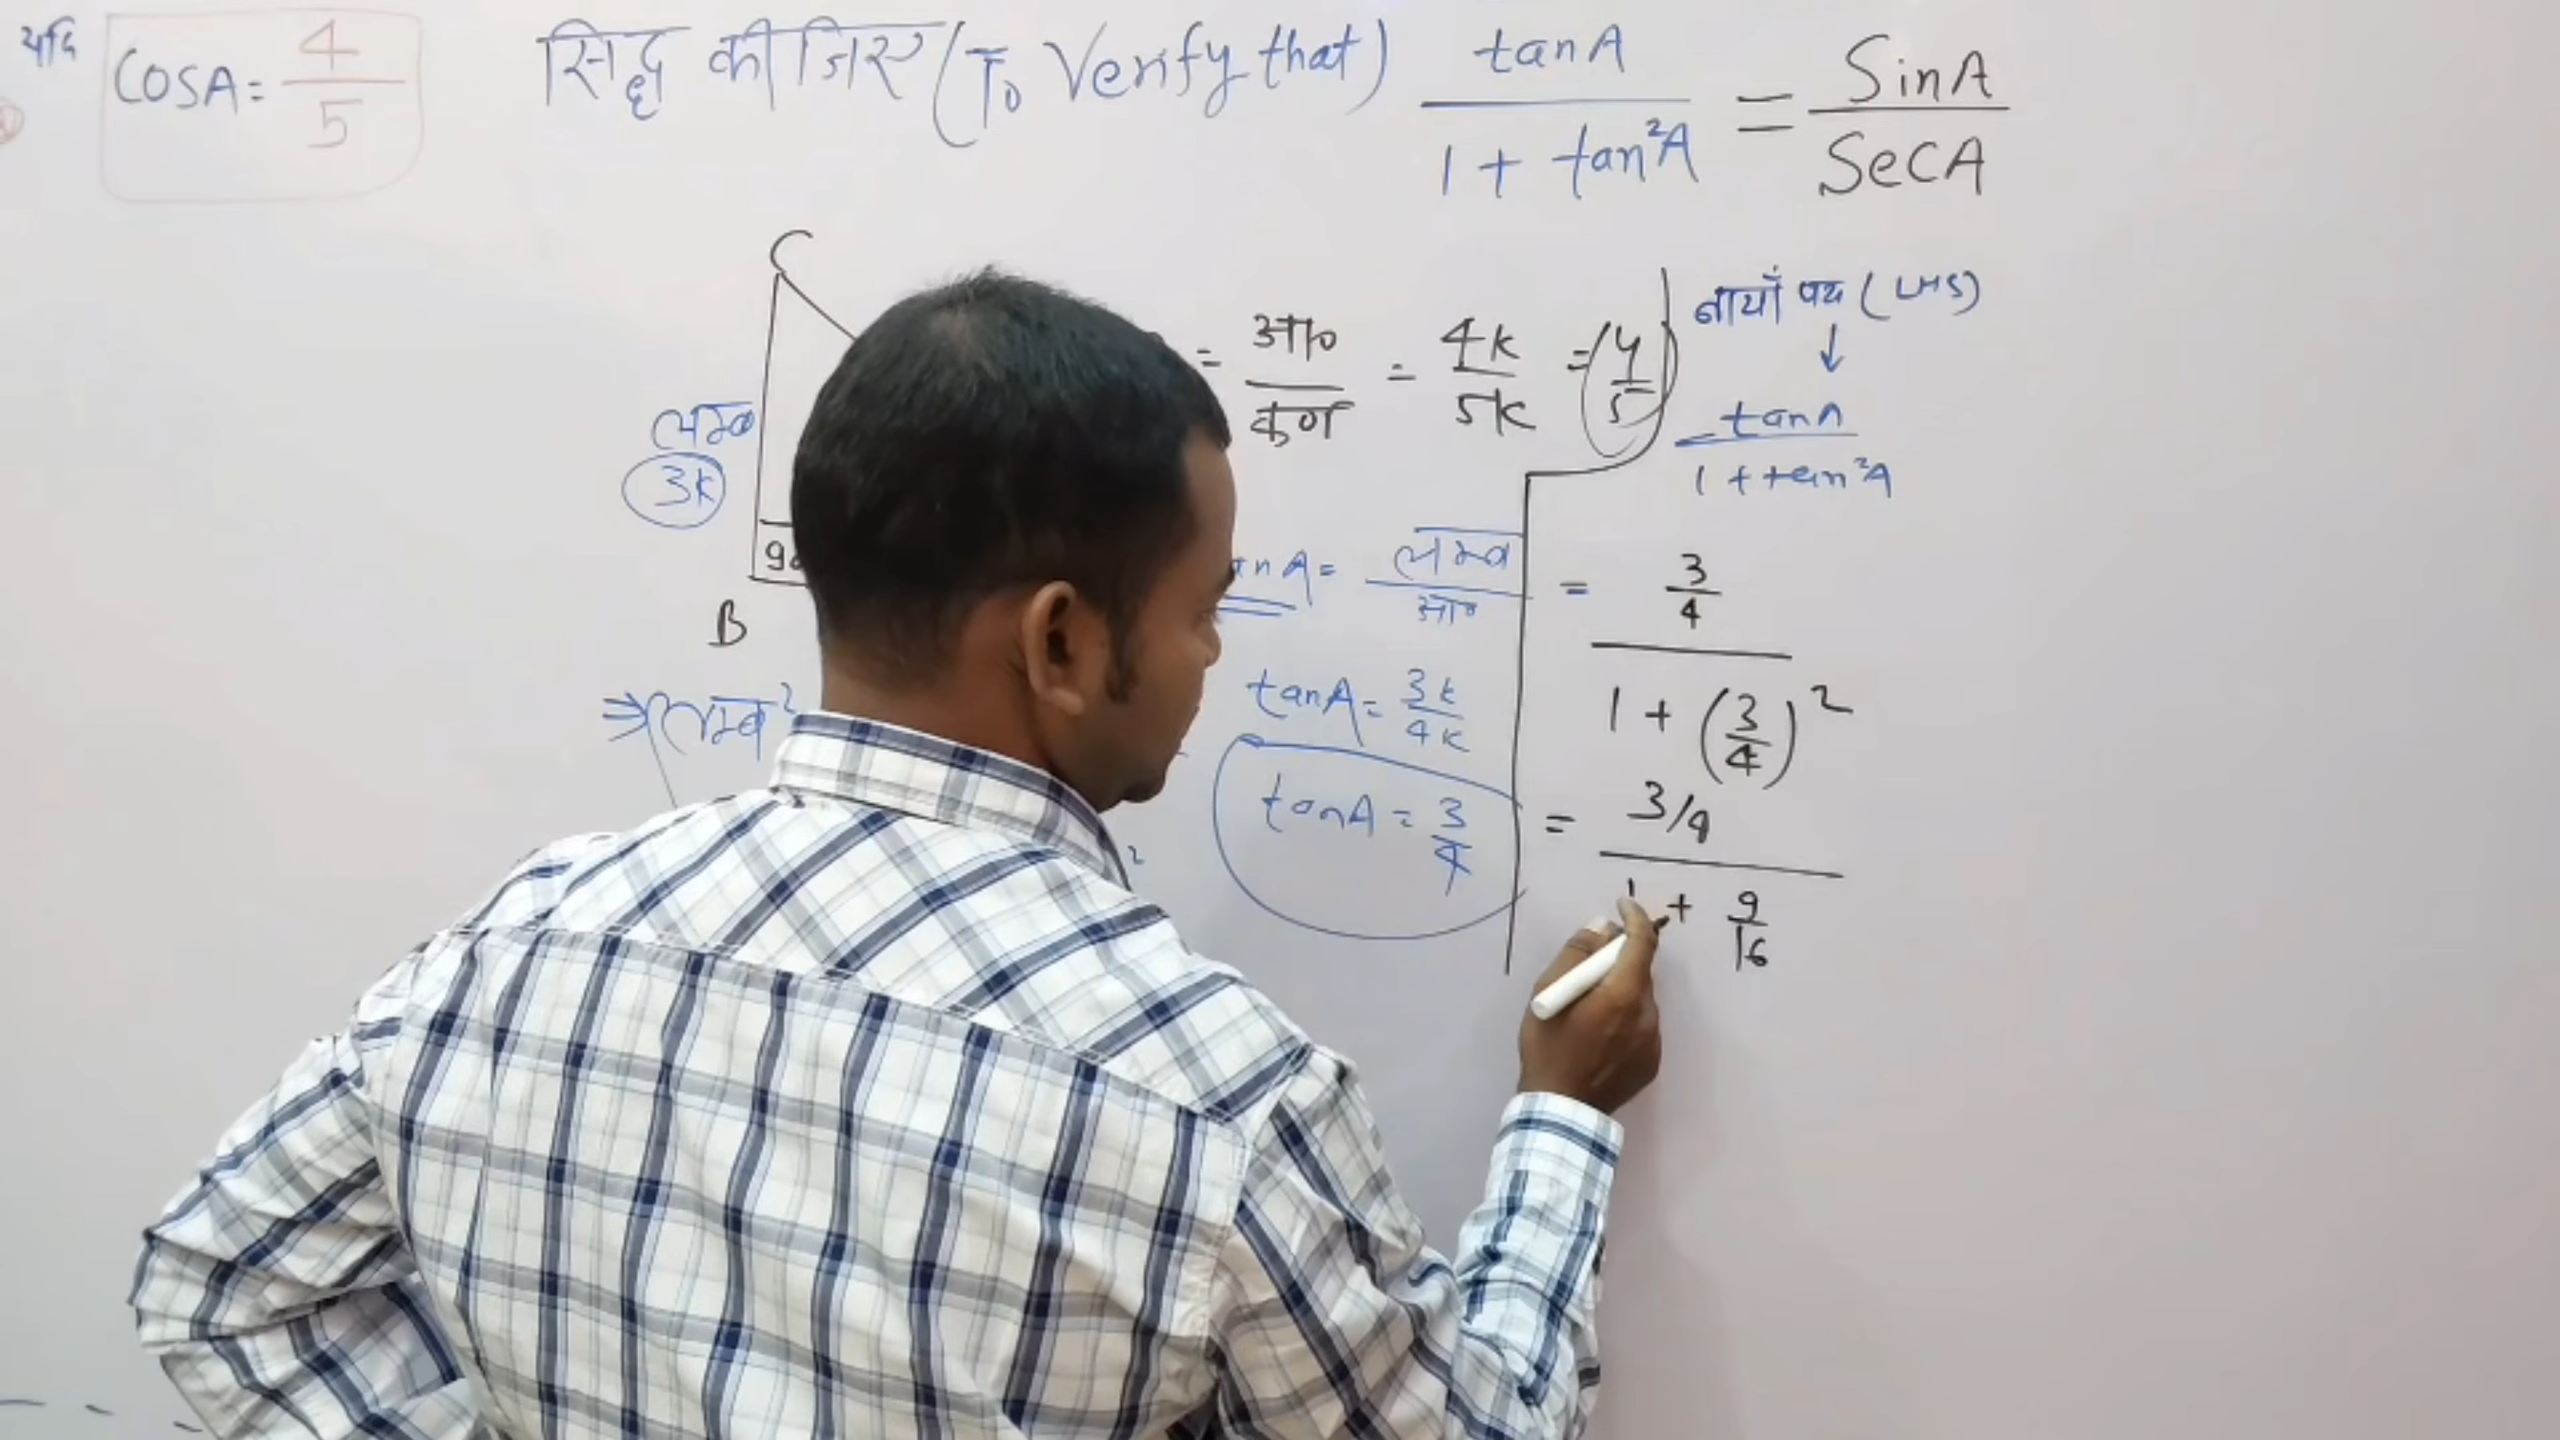 यदि COSA = 4/5 सिद्ध कीजिए (To Verify that) tanA / 1 + tan²A = SinA / SecA
C
लम्ब
3k
B
⇒ लम्ब²
= आ० / कर्ण = 4k / 5k = 4/5
A = लम्ब / आ०
tanA = 3k / 4k
tanA = 3/4
बायाँ पक्ष (LHS)
↓
tanA / 1 + tan²A
= 3/4 / 1 + (3/4)²
= 3/4 / 1 + 9/16